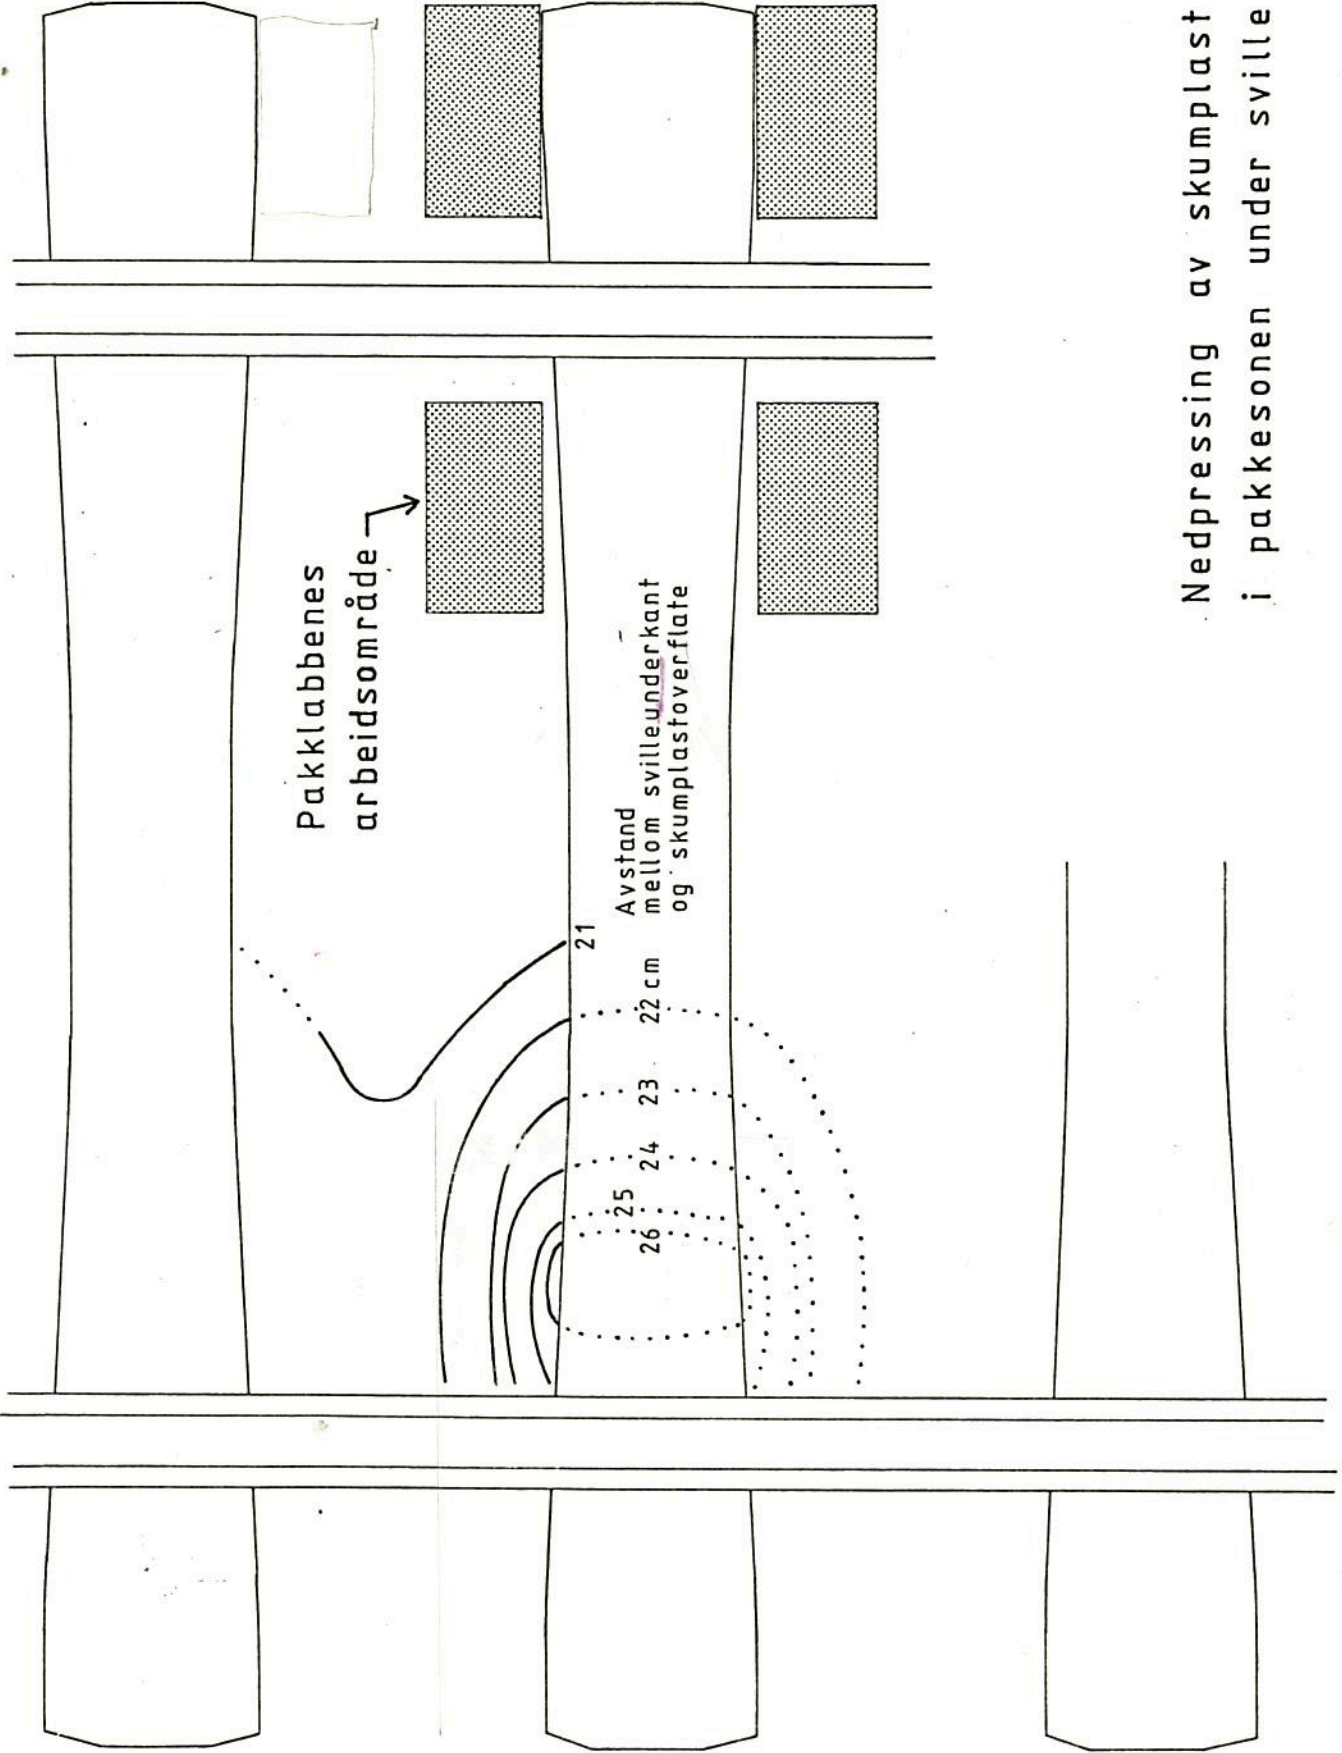 Nedpressing av skumplast
i pakkesonen under sville
Pakklabbenes
arbeidsområde
Avstand
mellom svilleunderkant
og skumplastoverflate
21
22 cm
23
24
25
26